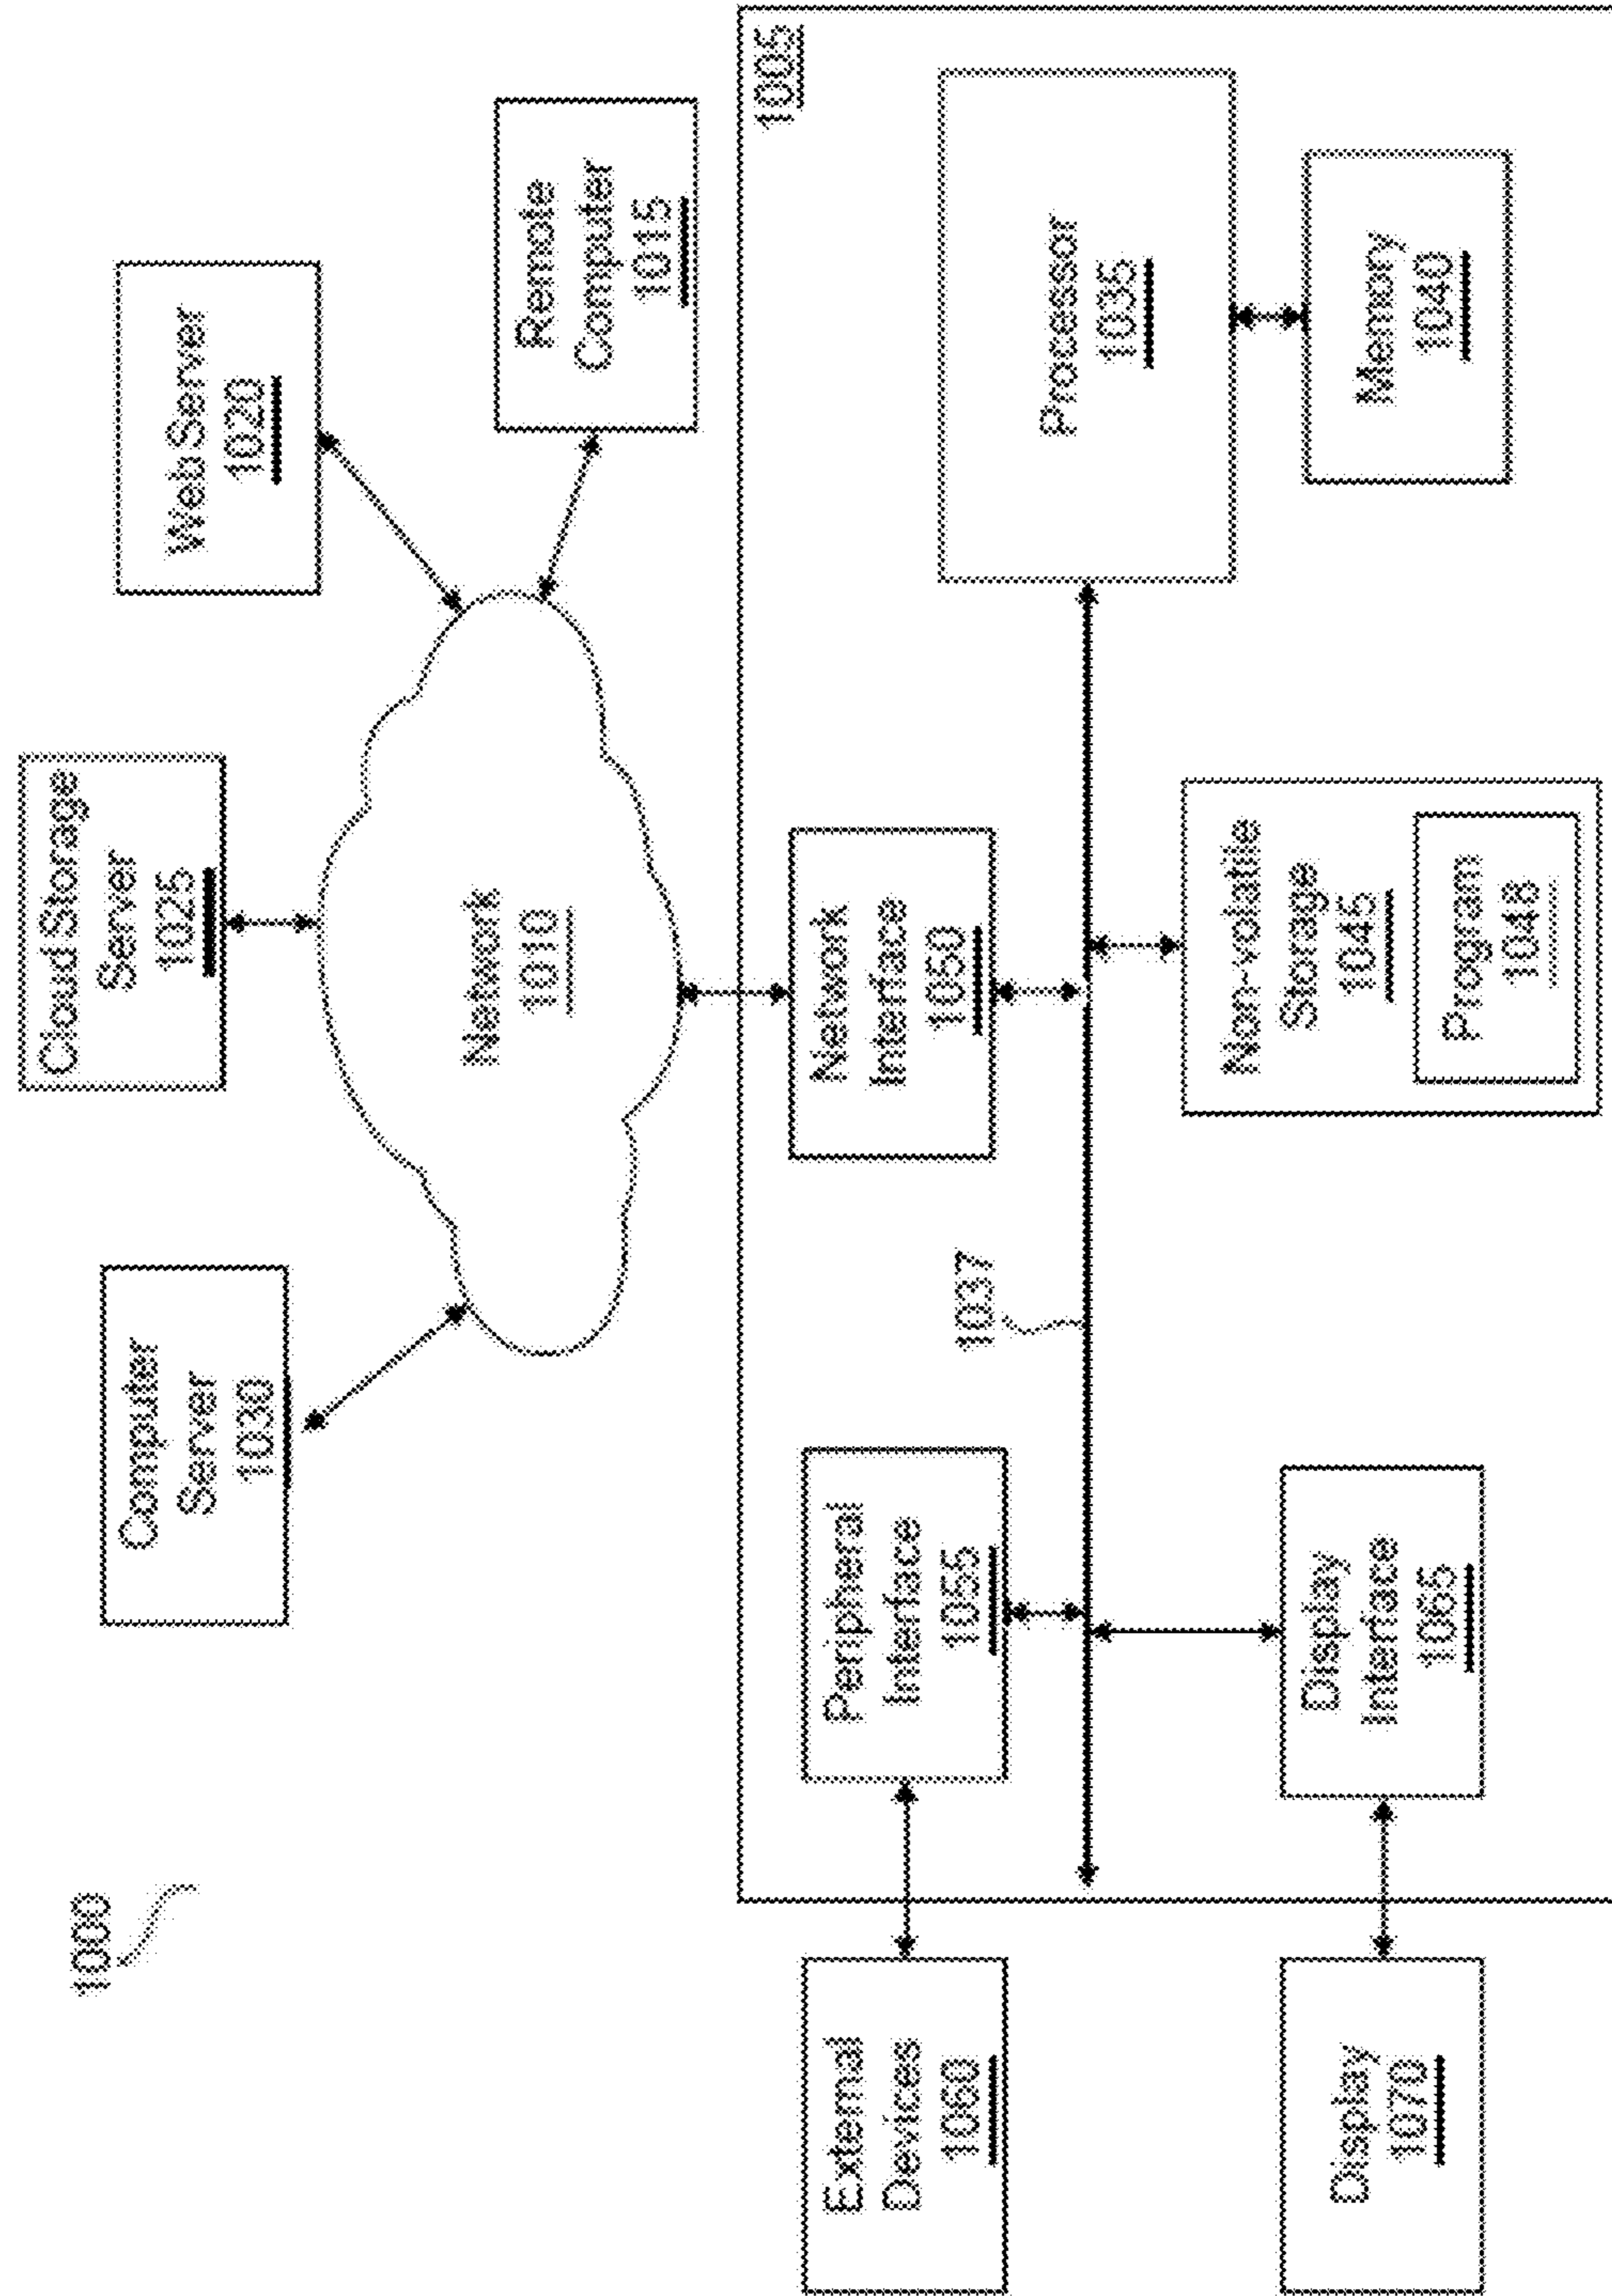 1000
Computer
Server
1030
Cloud Storage
Server
1025
Web Server
1020
Remote
Computer
1015
Network
1010
1005
External
Devices
1060
Peripheral
Interface
1055
Network
Interface
1050
Processor
1035
1037
Display
1070
Display
Interface
1065
Non-volatile
Storage
1045
Program
1048
Memory
1040